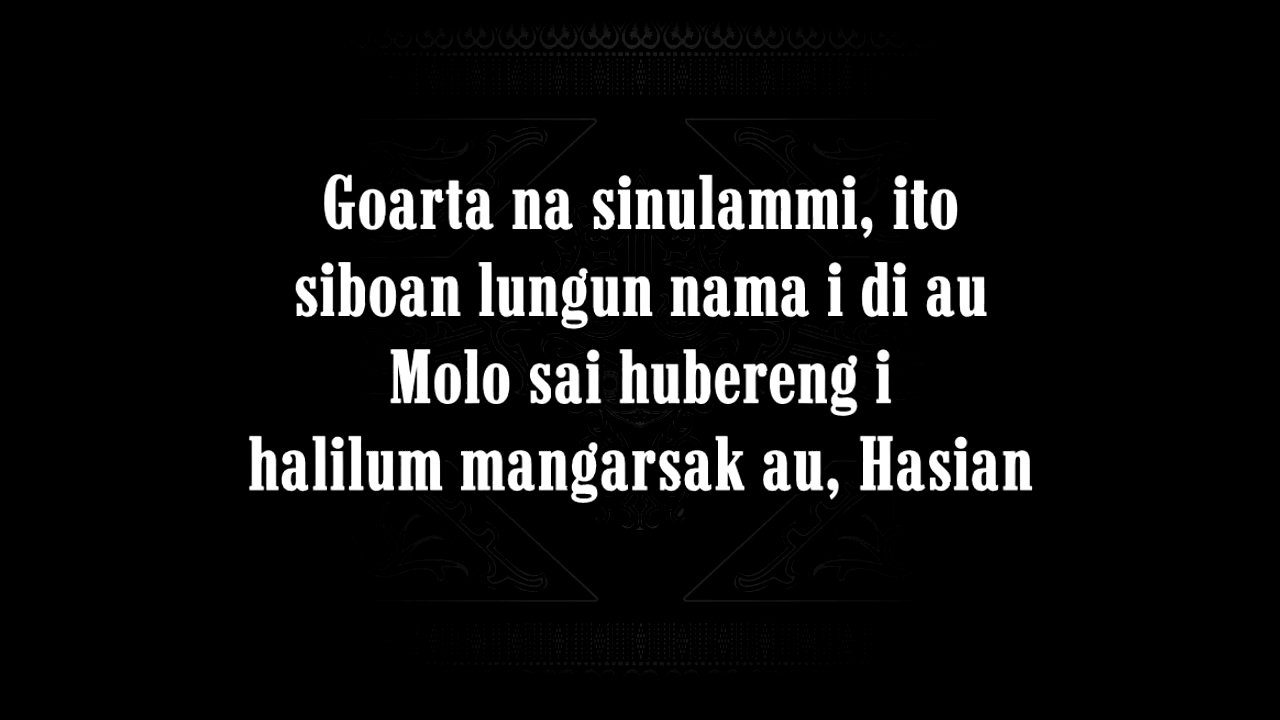 Goarta na sinulammi, ito
siboan lungun nama i di au
Molo sai hubereng i
halilum mangarsak au, Hasian